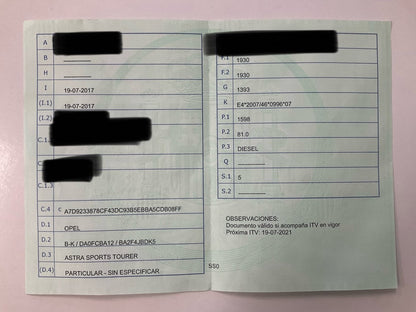 A
B
H
I 19-07-2017
(I.1) 19-07-2017
(I.2)
C.1
C.1.3
C.4 C A7D9233878CF43DC93B5EBBA5CDB08FF
D.1 OPEL
D.2 B-K / DA0FCBA12 / BA2F4JBDK5
D.3 ASTRA SPORTS TOURER
(D.4) PARTICULAR - SIN ESPECIFICAR
F.1 1930
F.2 1930
G 1393
K E4*2007/46*0996*07
P.1 1598
P.2 81.0
P.3 DIESEL
Q
S.1 5
S.2
OBSERVACIONES:
Documento válido si acompaña ITV en vigor
Próxima ITV: 19-07-2021
SS0